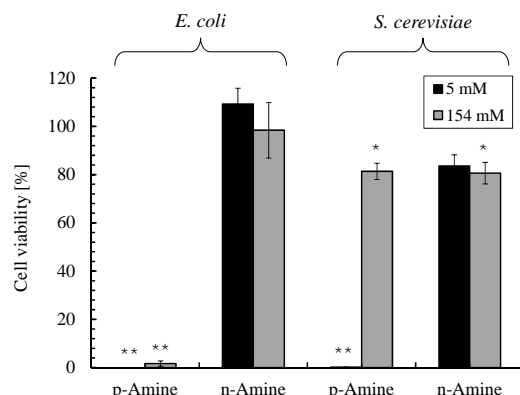 E. coli
S. cerevisiae
5 mM
154 mM
Cell viability [%]
120
100
80
60
40
20
0
**
**
**
*
*
p-Amine
n-Amine
p-Amine
n-Amine